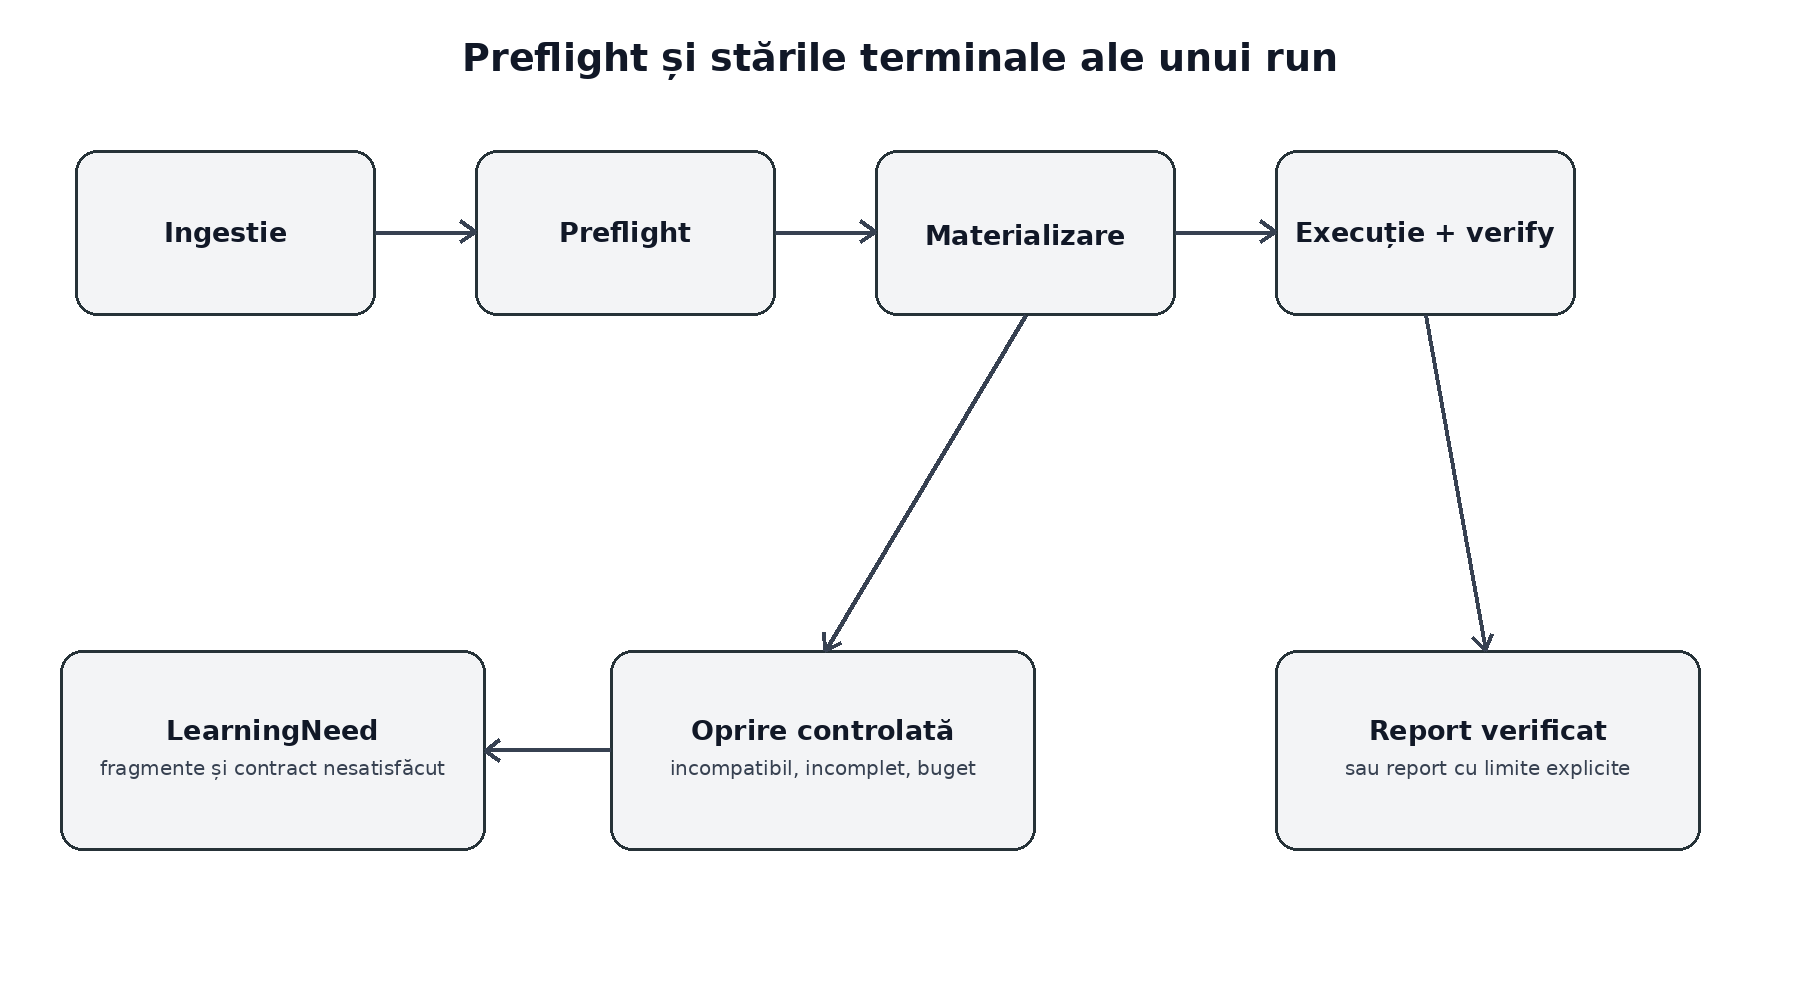 Preflight și stările terminale ale unui run
Ingestie
Preflight
Materializare
Execuție + verify
LearningNeed
fragmente și contract nesatisfăcut
Oprire controlată
incompatibil, incomplet, buget
Report verificat
sau report cu limite explicite